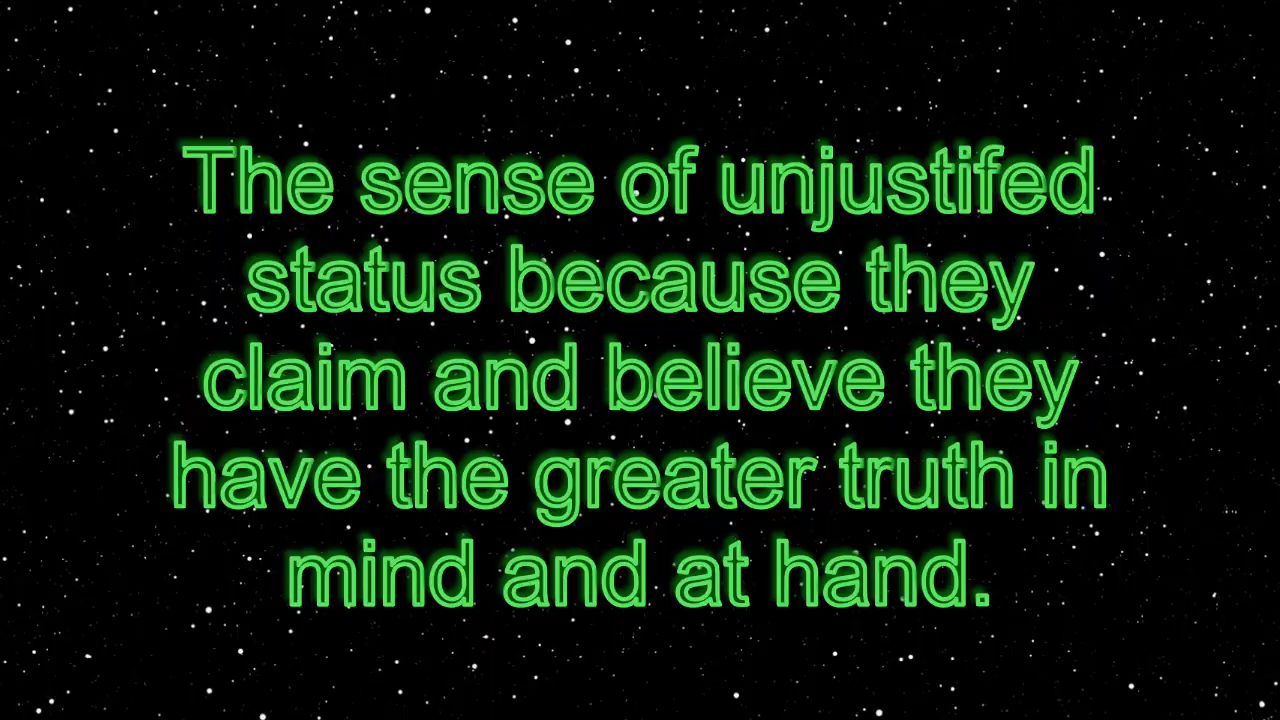 The sense of unjustifed
status because they
claim and believe they
have the greater truth in
mind and at hand.